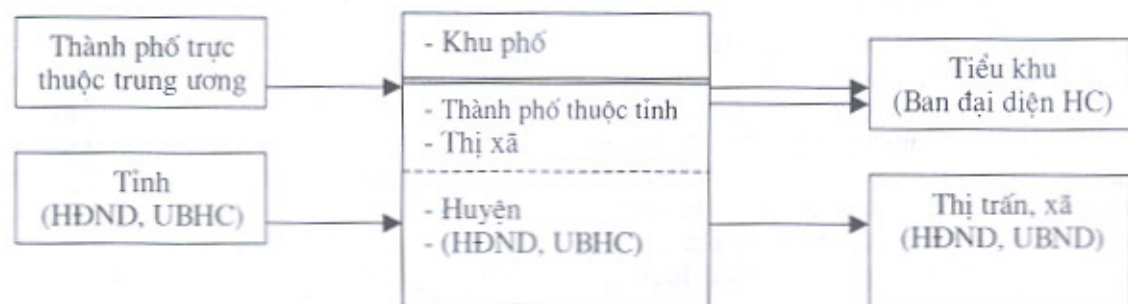 Thành phố trực
thuộc trung ương
Tỉnh
(HĐND, UBHC)
- Khu phố
- Thành phố thuộc tỉnh
- Thị xã
- Huyện
- (HĐND, UBHC)
Tiểu khu
(Ban đại diện HC)
Thị trấn, xã
(HĐND, UBND)